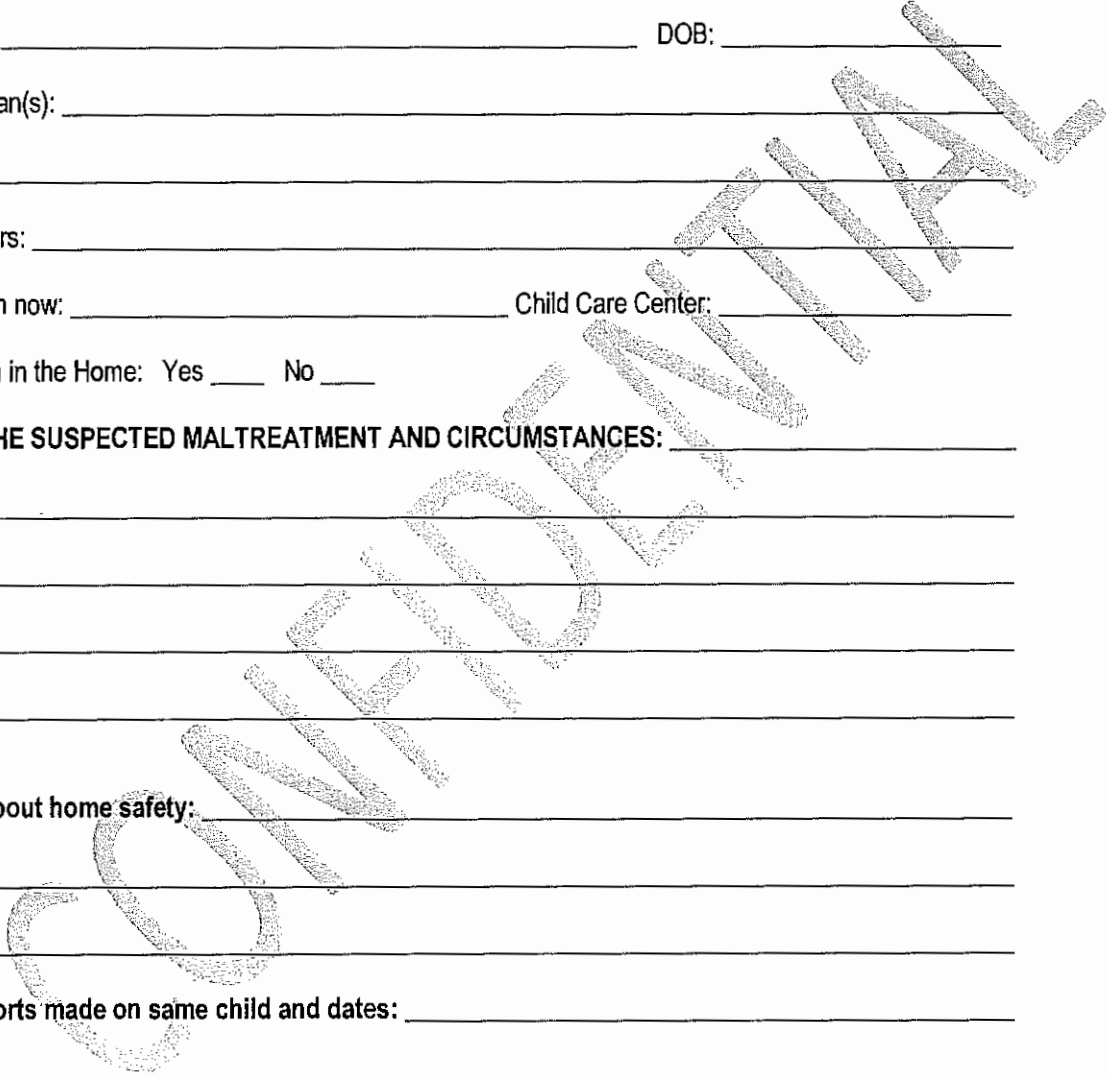 DOB:
an(s):
rs:
n now: Child Care Center:
in the Home: Yes No
HE SUSPECTED MALTREATMENT AND CIRCUMSTANCES:
bout home safety:
orts made on same child and dates:
CONFIDENTIAL